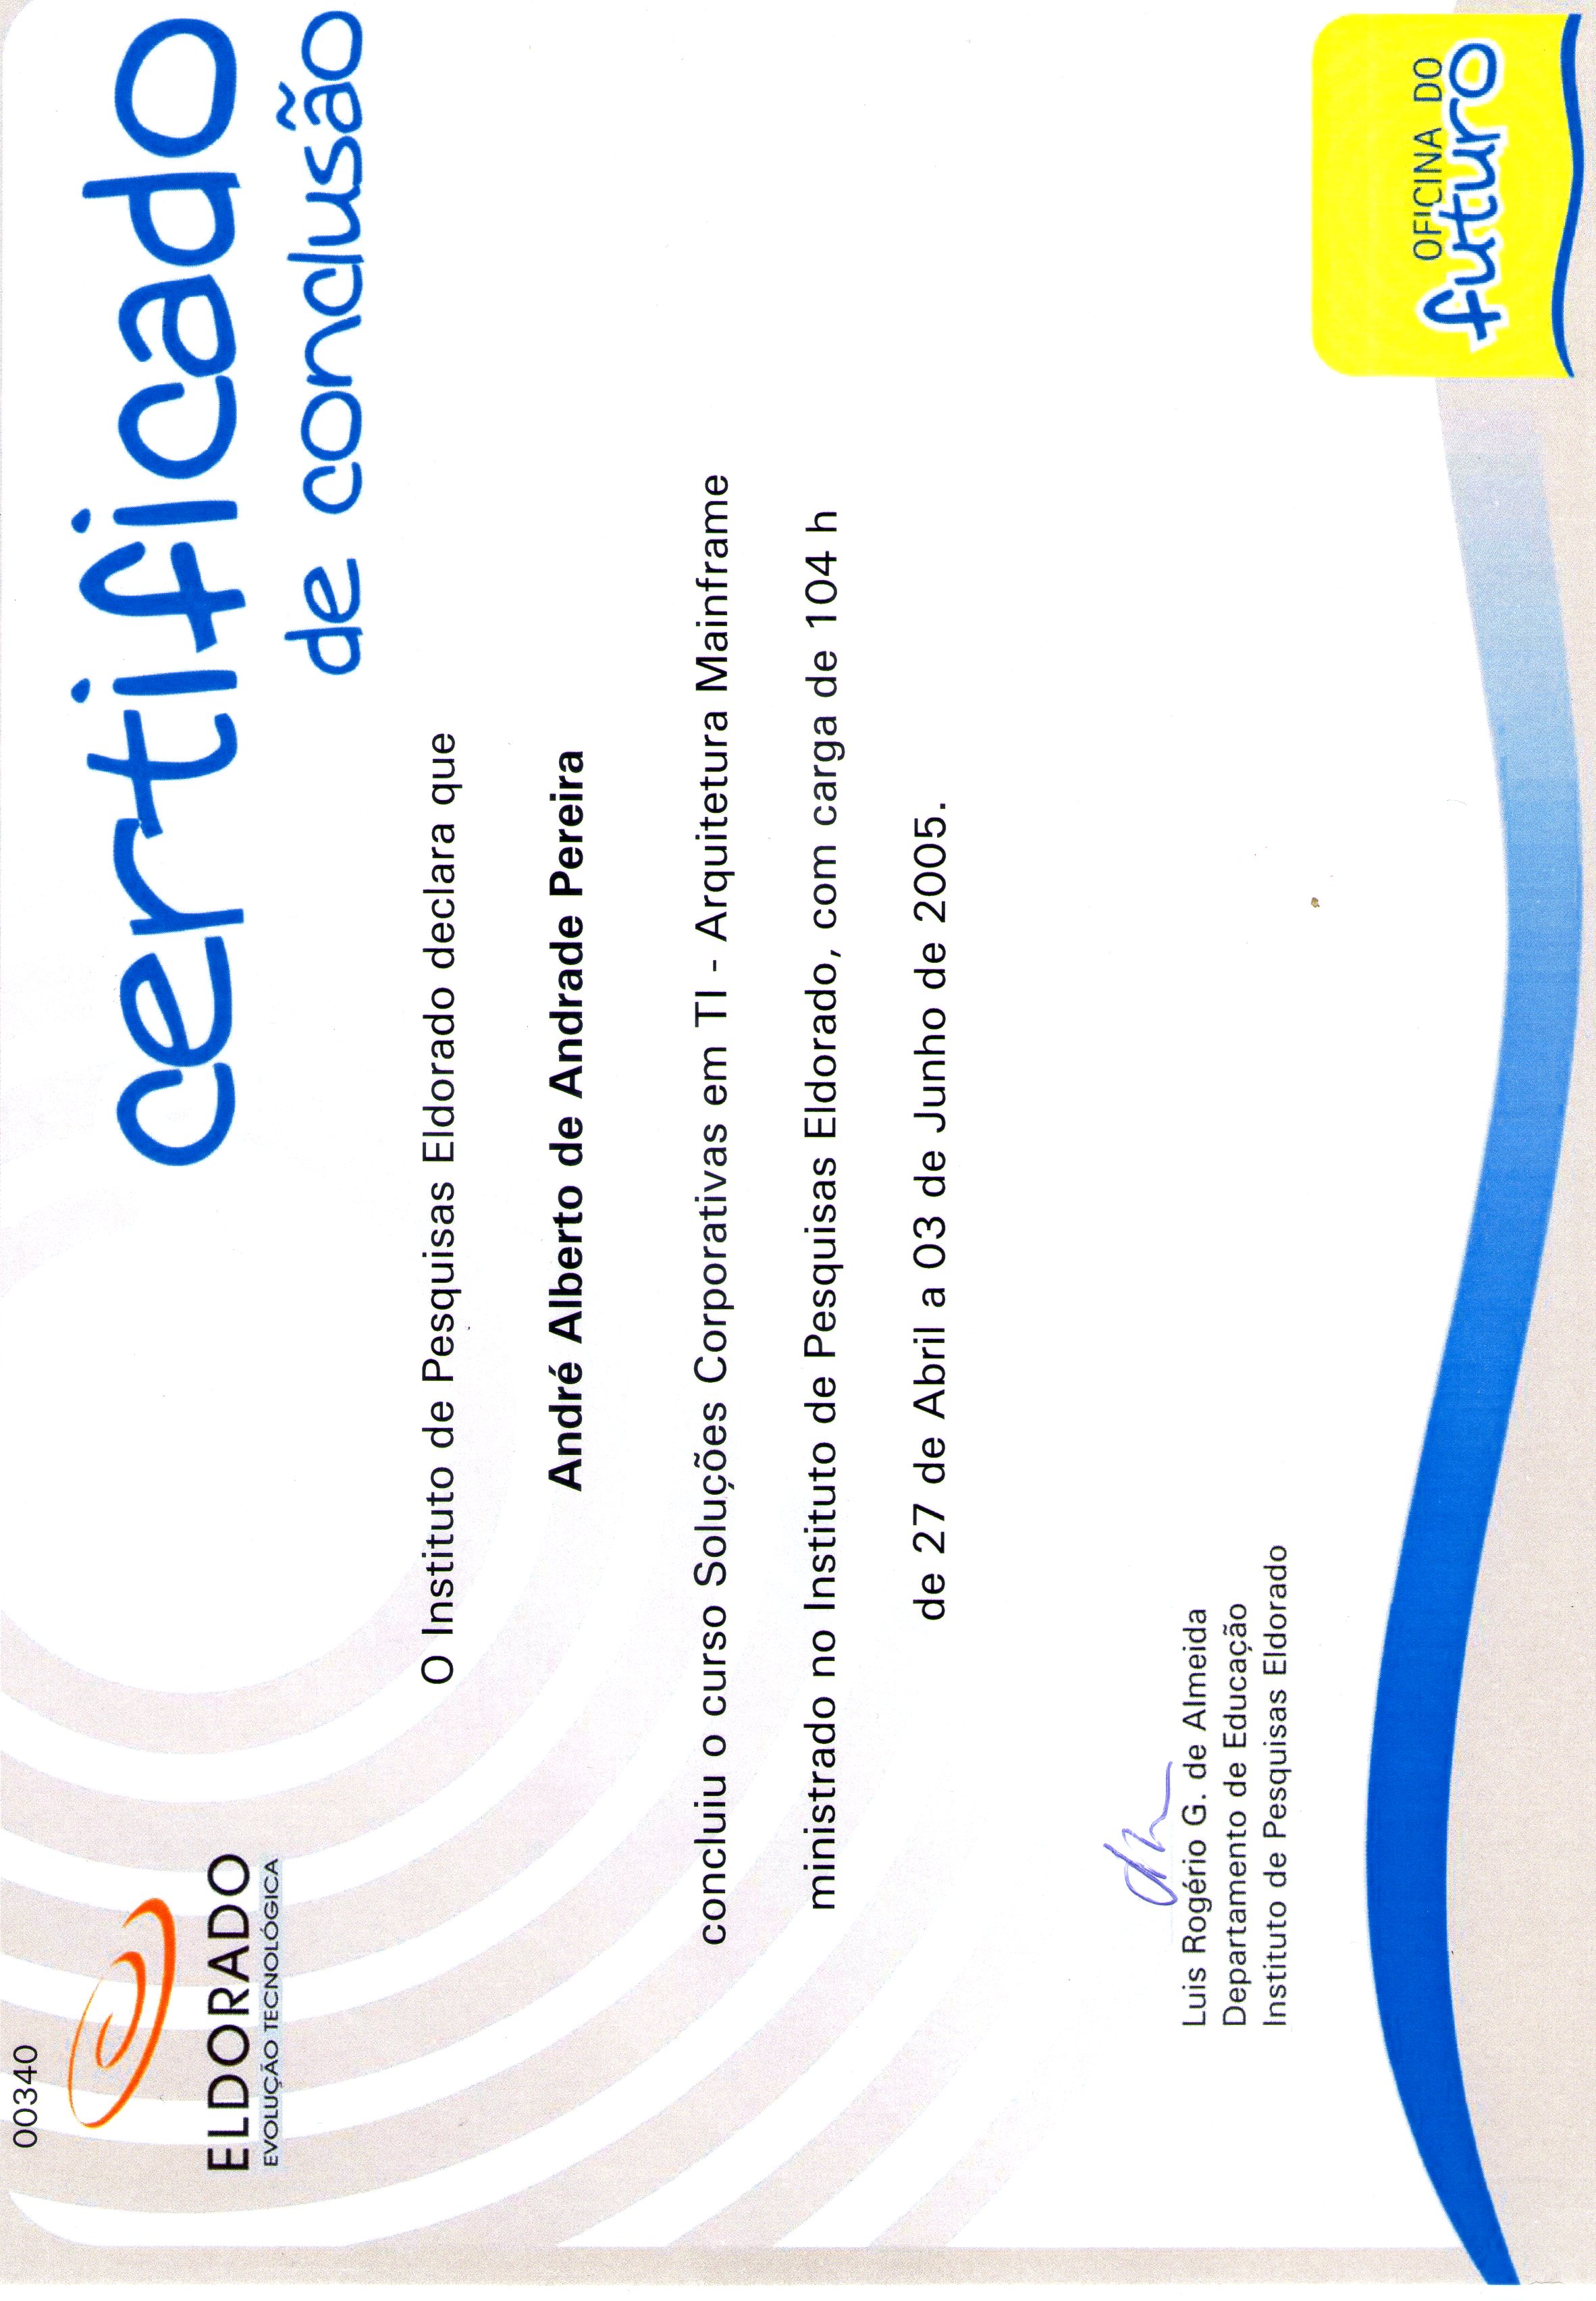 00340
ELDORADO
EVOLUÇÃO TECNOLÓGICA
certificado
de conclusão
O Instituto de Pesquisas Eldorado declara que
André Alberto de Andrade Pereira
concluiu o curso Soluções Corporativas em TI - Arquitetura Mainframe
ministrado no Instituto de Pesquisas Eldorado, com carga de 104 h
de 27 de Abril a 03 de Junho de 2005.
Luis Rogério G. de Almeida
Departamento de Educação
Instituto de Pesquisas Eldorado
OFICINA DO
futuro